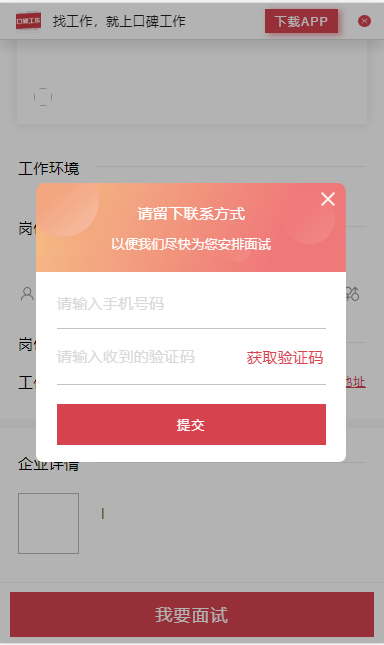 口碑工作
找工作，就上口碑工作
下载APP
工作环境
请留下联系方式
以便我们尽快为您安排面试
岗
请输入手机号码
请输入收到的验证码
获取验证码
岗
工
地址
提交
企业详情
我要面试